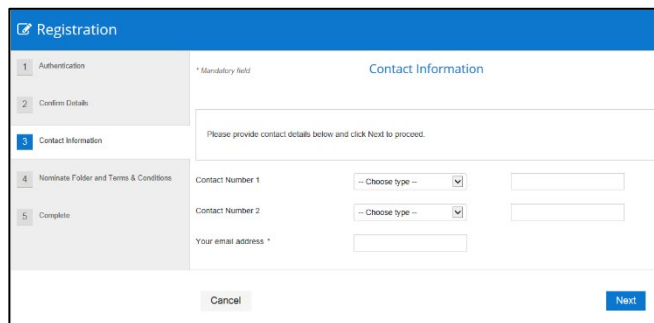 Registration
1 Authentication
2 Confirm Details
3 Contact Information
4 Nominate Folder and Terms & Conditions
5 Complete
* Mandatory field
Contact Information
Please provide contact details below and click Next to proceed.
Contact Number 1 -- Choose type --
Contact Number 2 -- Choose type --
Your email address *
Cancel
Next